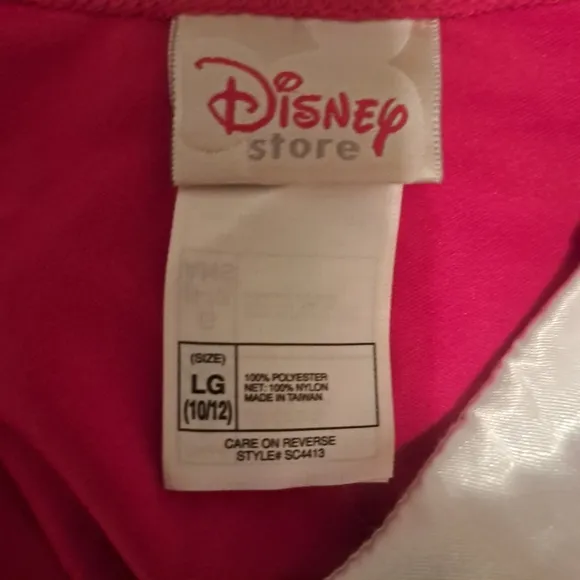 Disney
store
(SIZE)
LG
(10/12)
100% POLYESTER
NET: 100% NYLON
MADE IN TAIWAN
CARE ON REVERSE
STYLE# SC4413